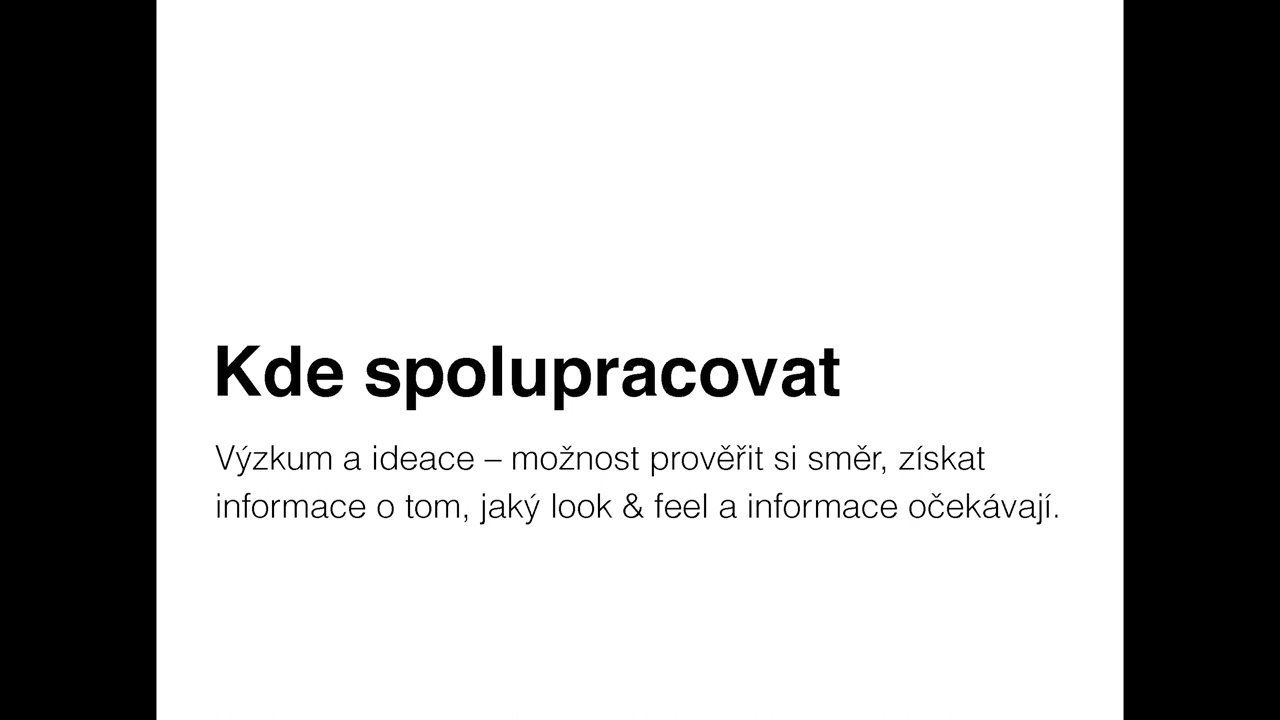 Kde spolupracovat
Výzkum a ideace – možnost prověřit si směr, získat
informace o tom, jaký look & feel a informace očekávají.